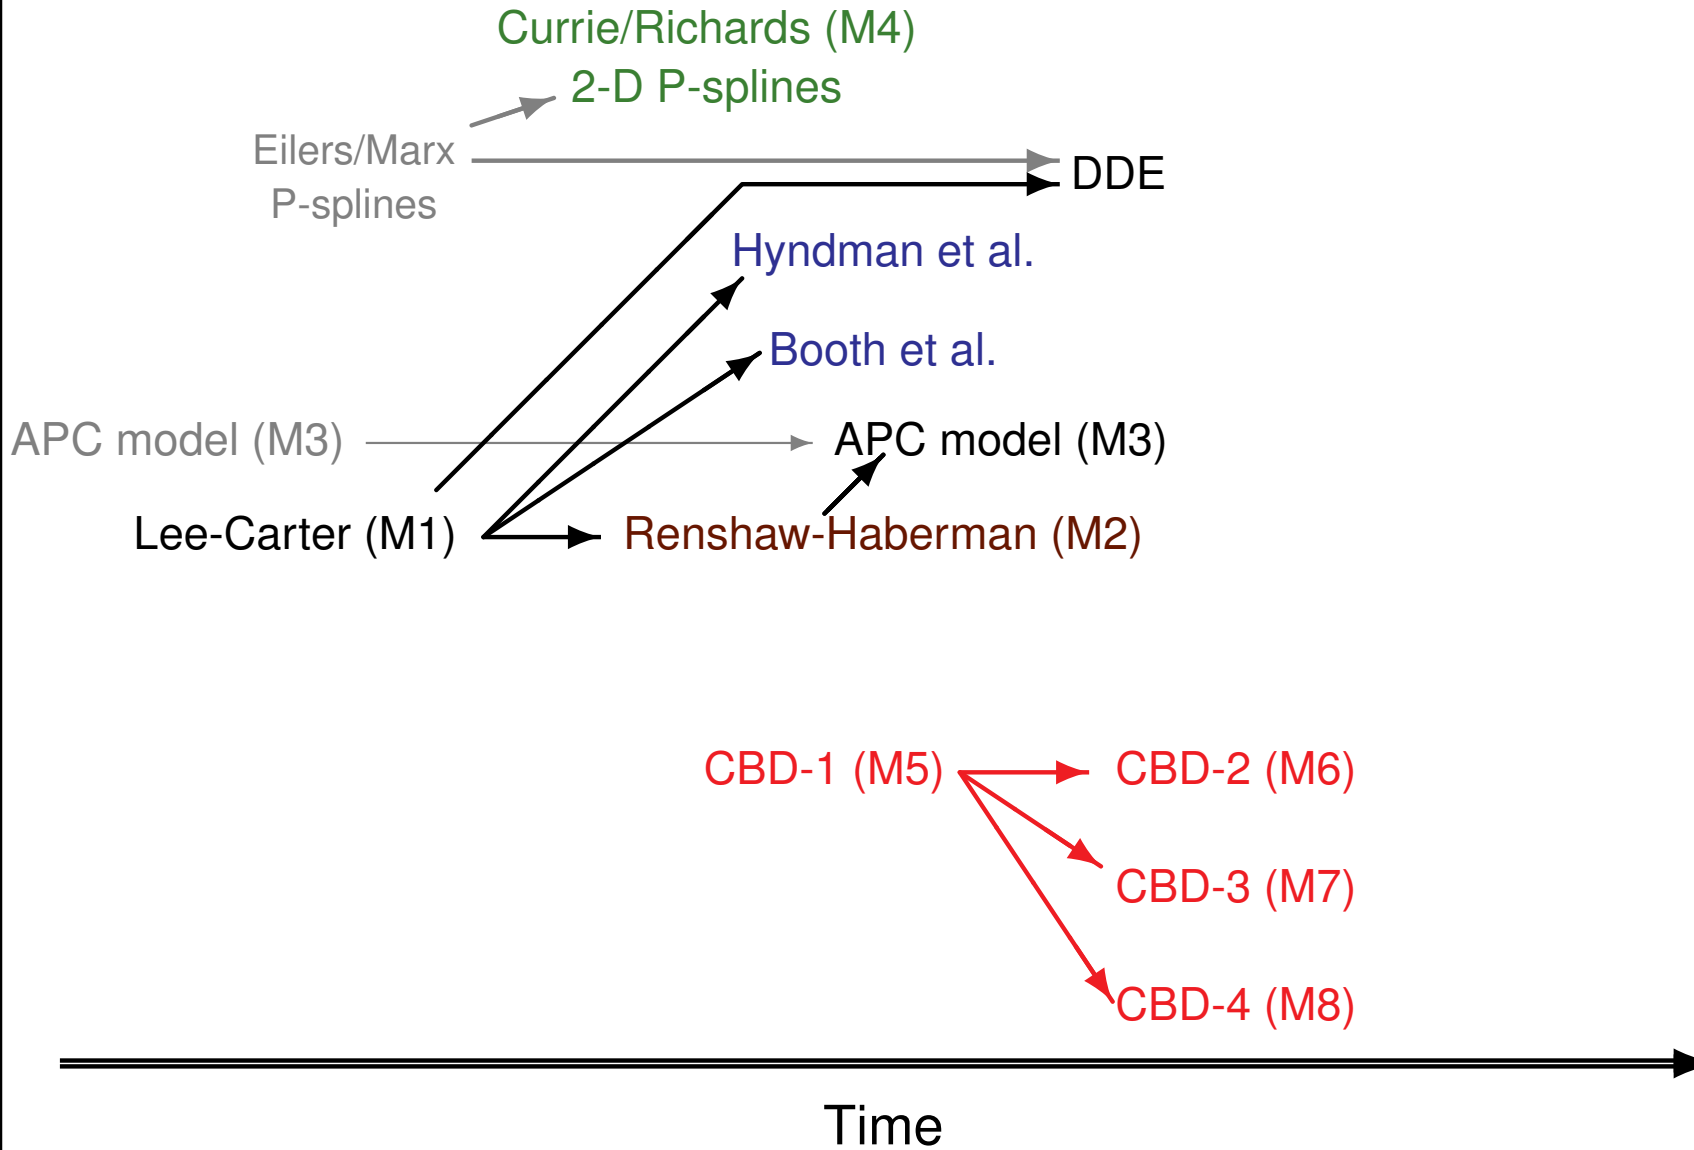 Currie/Richards (M4)
2-D P-splines
Eilers/Marx
P-splines
DDE
Hyndman et al.
Booth et al.
APC model (M3)
APC model (M3)
Lee-Carter (M1)
Renshaw-Haberman (M2)
CBD-1 (M5)
CBD-2 (M6)
CBD-3 (M7)
CBD-4 (M8)
Time